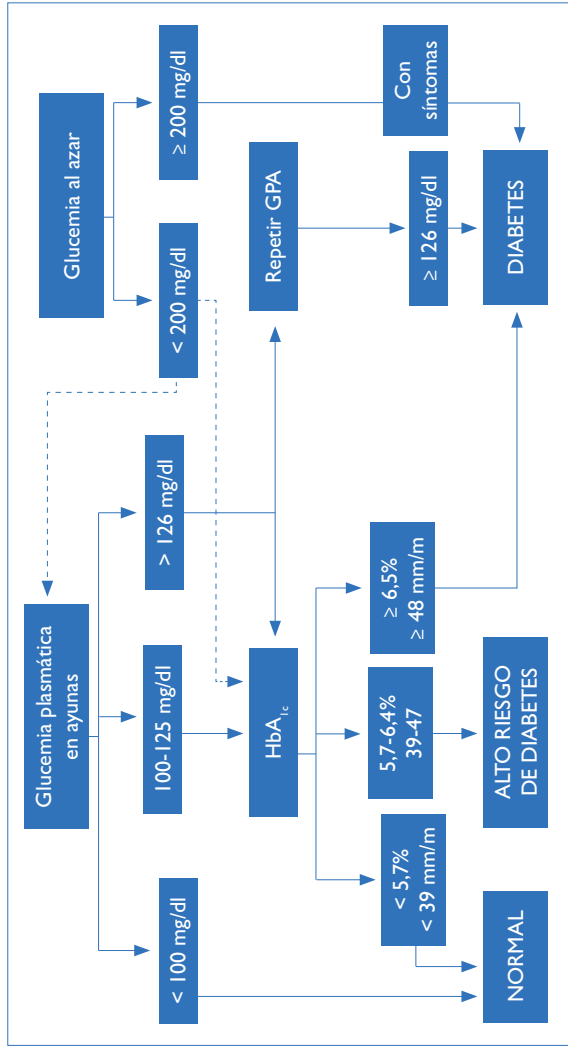 Glucemia plasmática
en ayunas
Glucemia al azar
< 100 mg/dl
100-125 mg/dl
> 126 mg/dl
< 200 mg/dl
≥ 200 mg/dl
HbA1c
Repetir GPA
< 5,7%
< 39 mm/m
5,7-6,4%
39-47
≥ 6,5%
≥ 48 mm/m
≥ 126 mg/dl
Con
síntomas
NORMAL
ALTO RIESGO
DE DIABETES
DIABETES